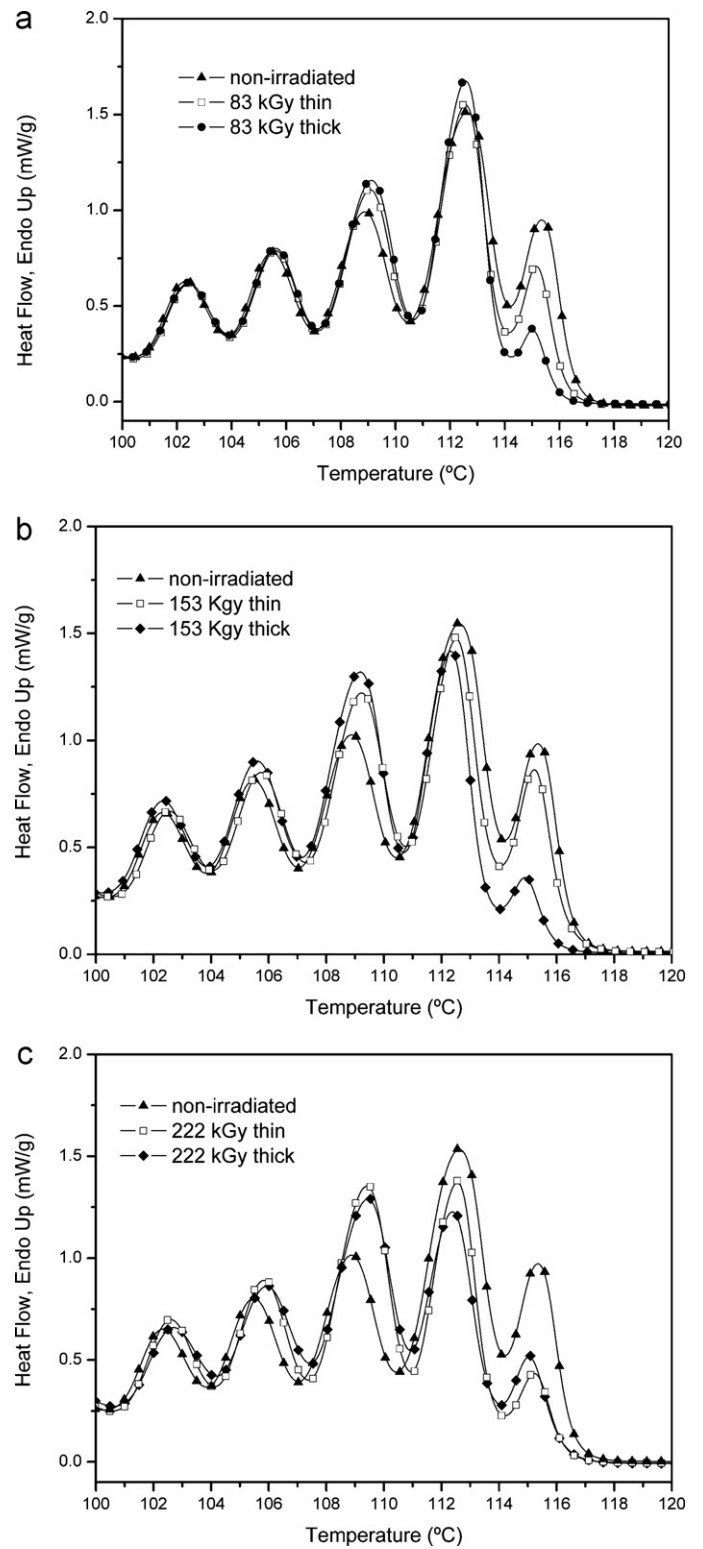 a
2.0
non-irradiated
83 kGy thin
83 kGy thick
1.5
1.0
0.5
0.0
Heat Flow, Endo Up (mW/g)
100 102 104 106 108 110 112 114 116 118 120
Temperature (ºC)
b
2.0
non-irradiated
153 Kgy thin
153 Kgy thick
1.5
1.0
0.5
0.0
Heat Flow, Endo Up (mW/g)
100 102 104 106 108 110 112 114 116 118 120
Temperature (ºC)
c
2.0
non-irradiated
222 kGy thin
222 kGy thick
1.5
1.0
0.5
0.0
Heat Flow, Endo Up (mW/g)
100 102 104 106 108 110 112 114 116 118 120
Temperature (ºC)